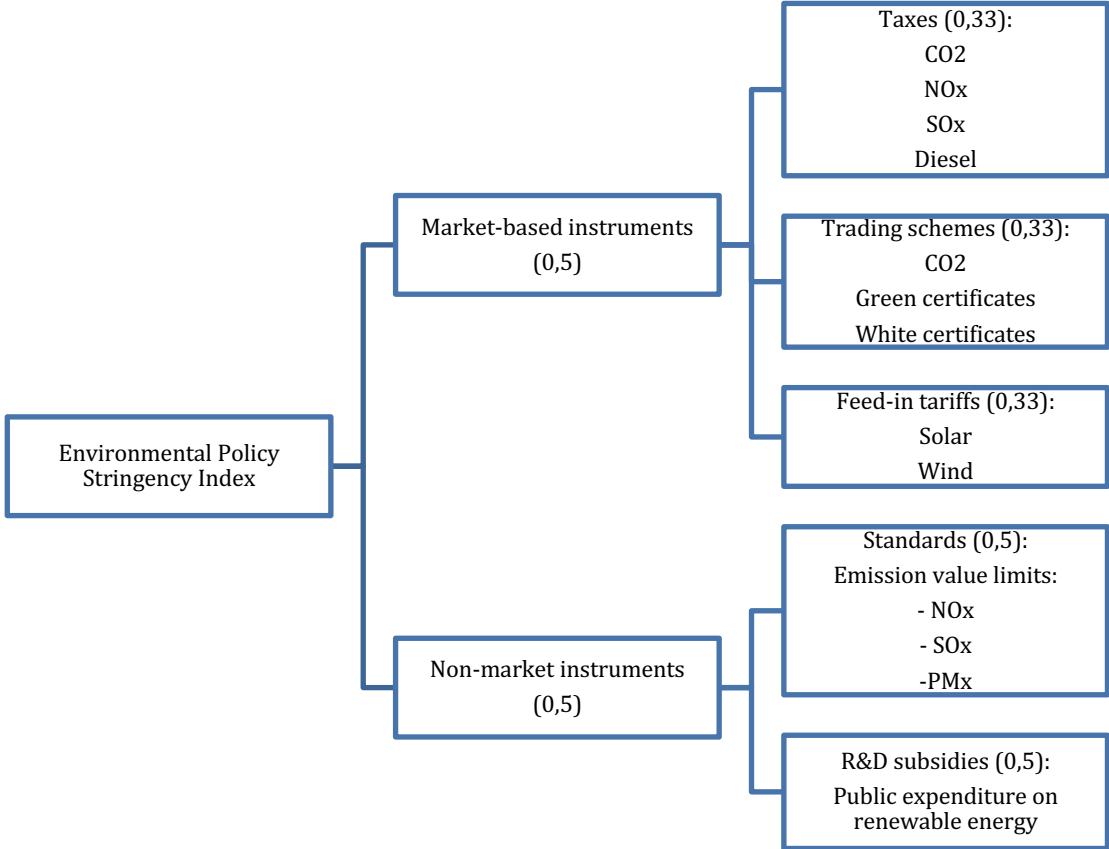 Environmental Policy
Stringency Index
Market-based instruments
(0,5)
Taxes (0,33):
CO2
NOx
SOx
Diesel
Trading schemes (0,33):
CO2
Green certificates
White certificates
Feed-in tariffs (0,33):
Solar
Wind
Non-market instruments
(0,5)
Standards (0,5):
Emission value limits:
- NOx
- SOx
-PMx
R&D subsidies (0,5):
Public expenditure on
renewable energy